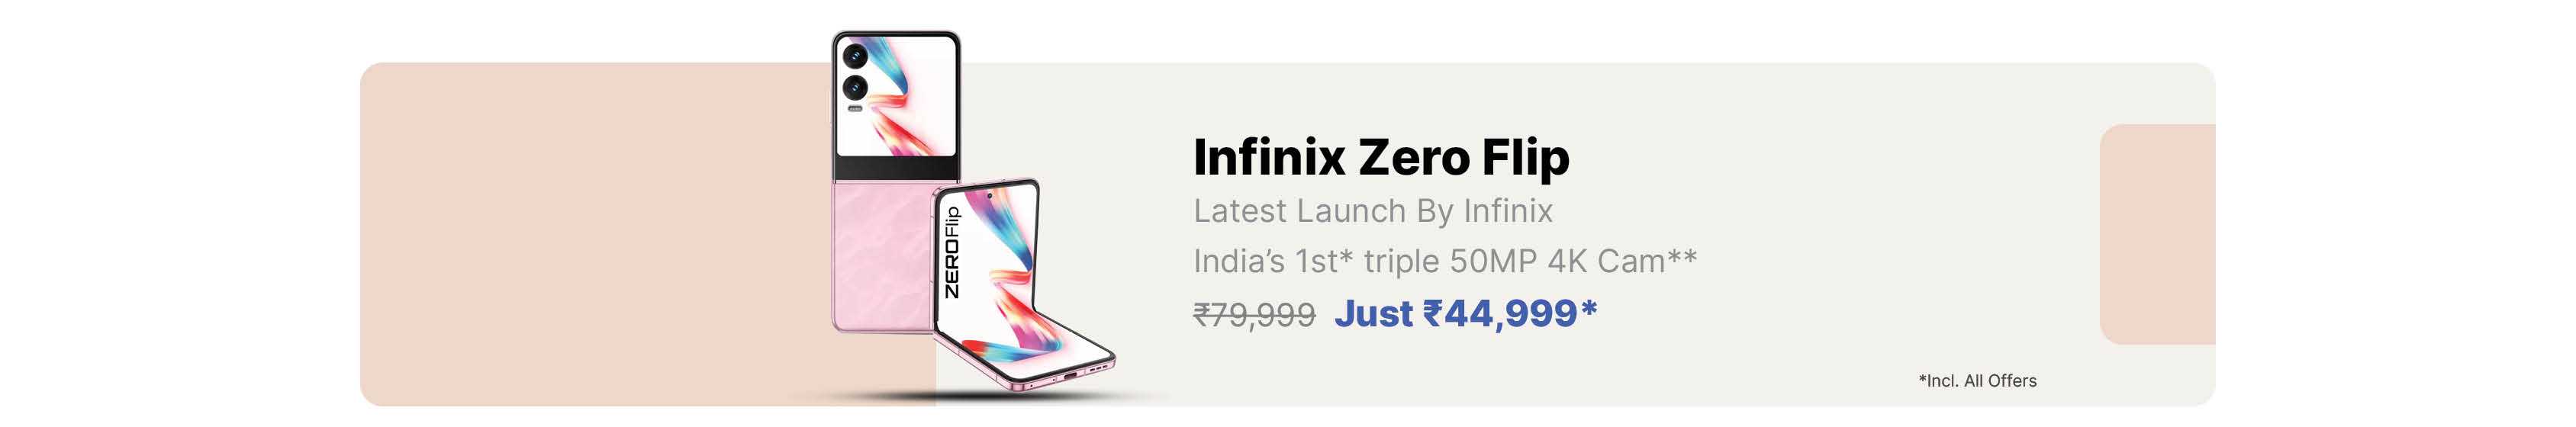 ZEROFlip
Infinix Zero Flip
Latest Launch By Infinix
India’s 1st* triple 50MP 4K Cam**
₹79,999 Just ₹44,999*
*Incl. All Offers